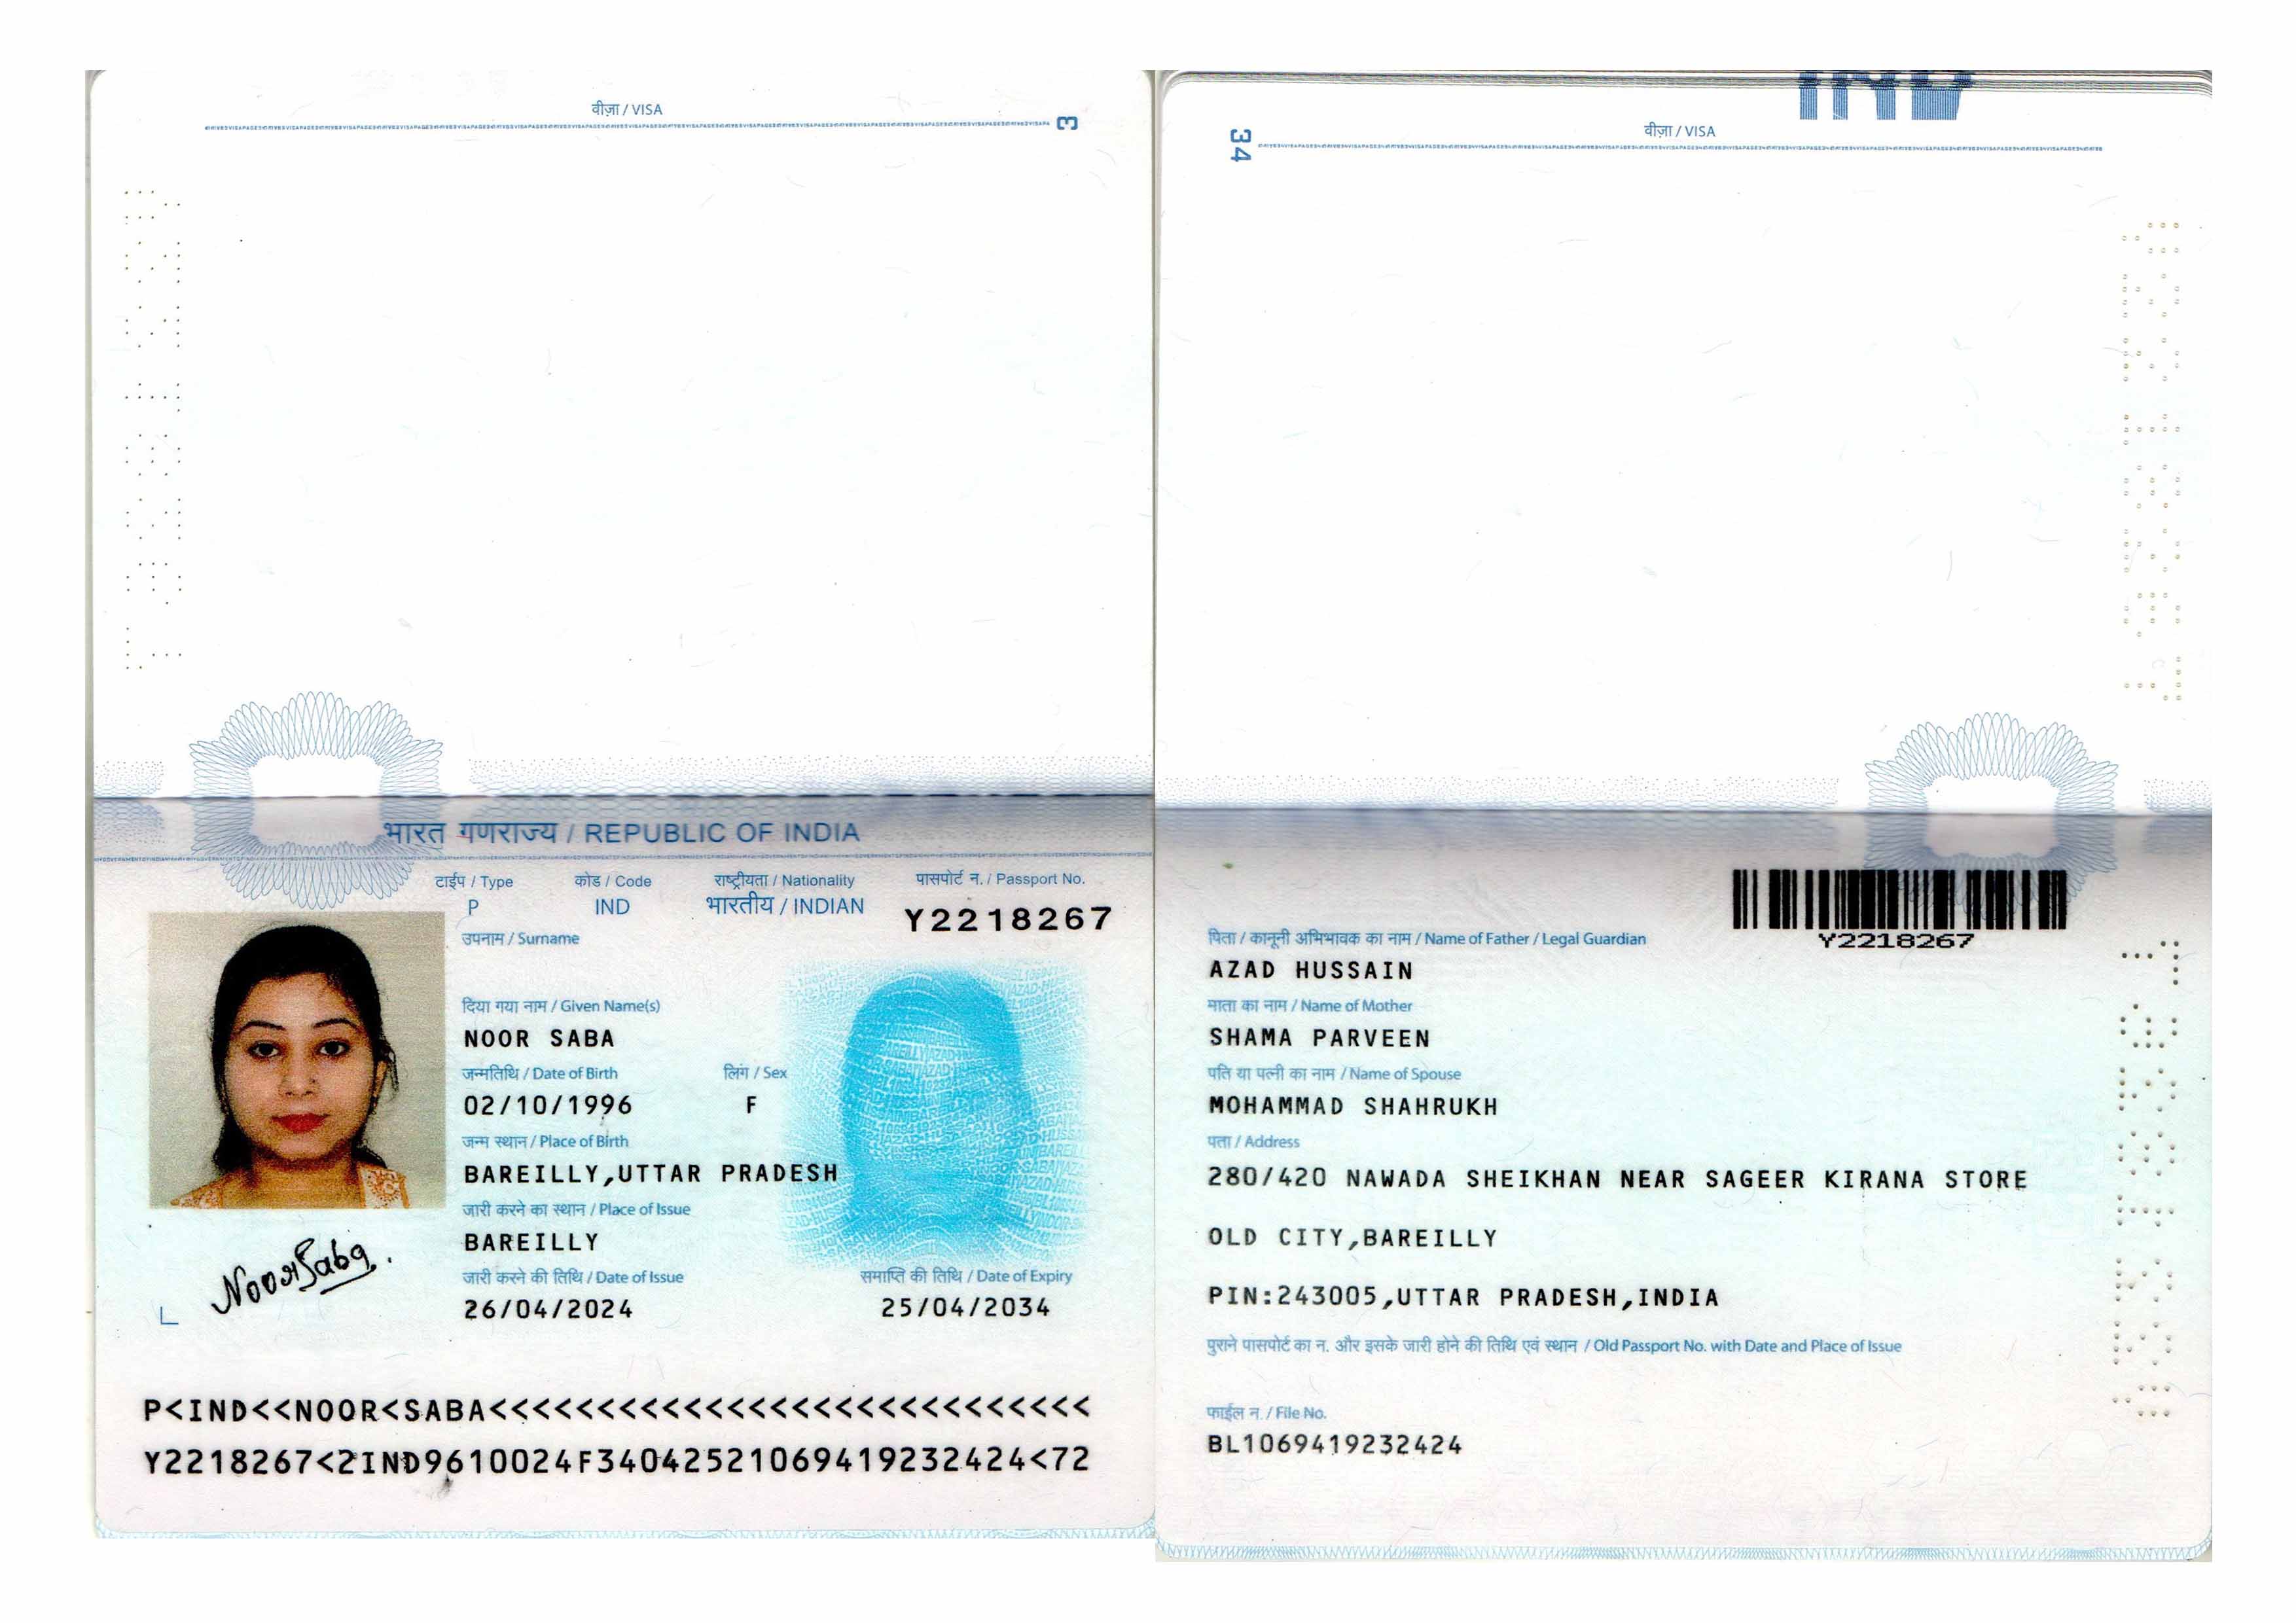 वीज़ा / VISA
3
भारत गणराज्य / REPUBLIC OF INDIA
टाईप / Type
कोड / Code
राष्ट्रीयता / Nationality
पासपोर्ट न. / Passport No.
P
IND
भारतीय / INDIAN
Y2218267
उपनाम / Surname
दिया गया नाम / Given Name(s)
NOOR SABA
जन्मतिथि / Date of Birth
लिंग / Sex
02/10/1996
F
जन्म स्थान / Place of Birth
BAREILLY,UTTAR PRADESH
जारी करने का स्थान / Place of Issue
BAREILLY
जारी करने की तिथि / Date of Issue
समाप्ति की तिथि / Date of Expiry
26/04/2024
25/04/2034
Noor Saba
P<IND<<NOOR<SABA<<<<<<<<<<<<<<<<<<<<<<<<<<<<
Y2218267<2IND9610024F34042521069419232424<72
34
वीज़ा / VISA
IND
Y2218267
पिता / कानूनी अभिभावक का नाम / Name of Father / Legal Guardian
AZAD HUSSAIN
माता का नाम / Name of Mother
SHAMA PARVEEN
पति या पत्नी का नाम / Name of Spouse
MOHAMMAD SHAHRUKH
पता / Address
280/420 NAWADA SHEIKHAN NEAR SAGEER KIRANA STORE
OLD CITY,BAREILLY
PIN:243005,UTTAR PRADESH,INDIA
पुराने पासपोर्ट का न. और इसके जारी होने की तिथि एवं स्थान / Old Passport No. with Date and Place of Issue
फाईल न. / File No.
BL1069419232424